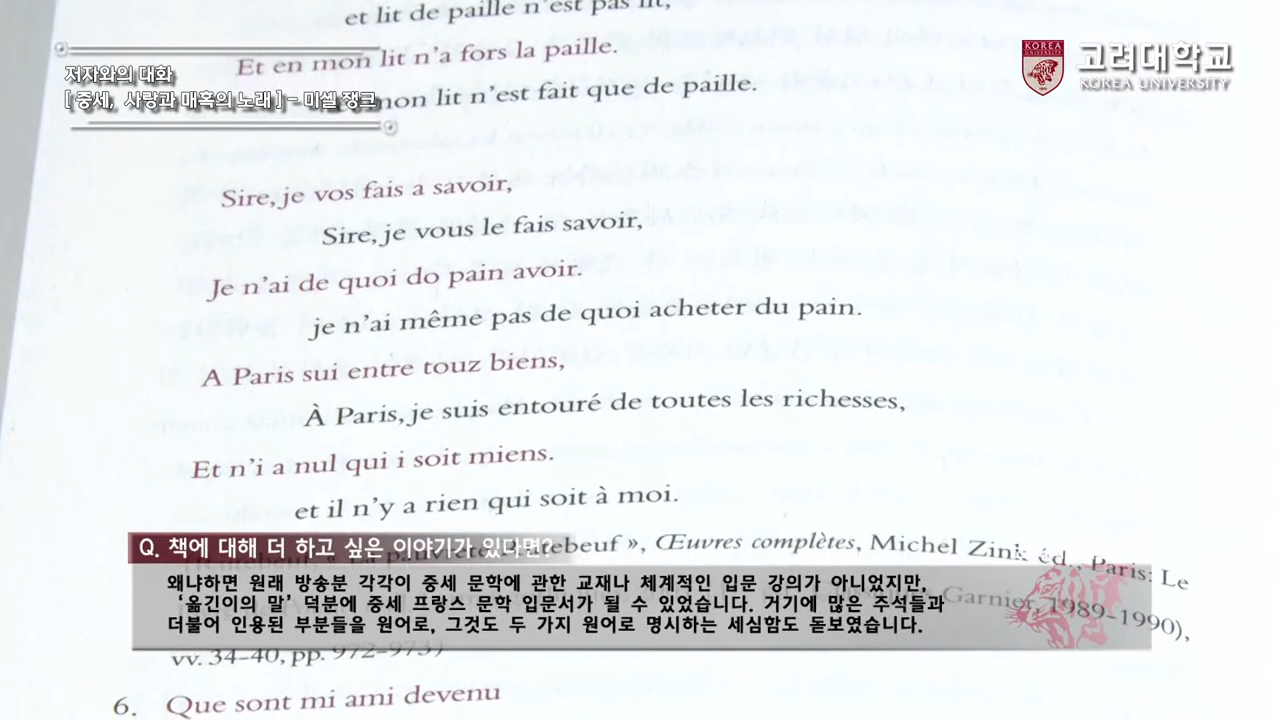 et lit de paille n'est pas lit,
Et en mon lit n'a fors la paille.
mon lit n'est fait que de paille.
저자와의 대화
[ 중세, 사랑과 매혹의 노래 ] - 미셸 쟁크
고려대학교
KOREA UNIVERSITY
KOREA
UNIVERSITY
Sire, je vos fais a savoir,
Sire, je vous le fais savoir,
Je n'ai de quoi do pain avoir.
je n'ai même pas de quoi acheter du pain.
A Paris sui entre touz biens,
À Paris, je suis entouré de toutes les richesses,
Et n'i a nul qui i soit miens.
et il n'y a rien qui soit à moi.
Q. 책에 대해 더 하고 싶은 이야기가 있다면?
tebeuf », Œuvres complètes, Michel Zink éd., Paris: Le
왜냐하면 원래 방송분 각각이 중세 문학에 관한 교재나 체계적인 입문 강의가 아니었지만,
'옮긴이의 말' 덕분에 중세 프랑스 문학 입문서가 될 수 있었습니다. 거기에 많은 주석들과
더불어 인용된 부분들을 원어로, 그것도 두 가지 원어로 명시하는 세심함도 돋보였습니다.
Garnier, 1989-1990),
vv. 34-40, pp. 972-973)
6. Que sont mi ami devenu